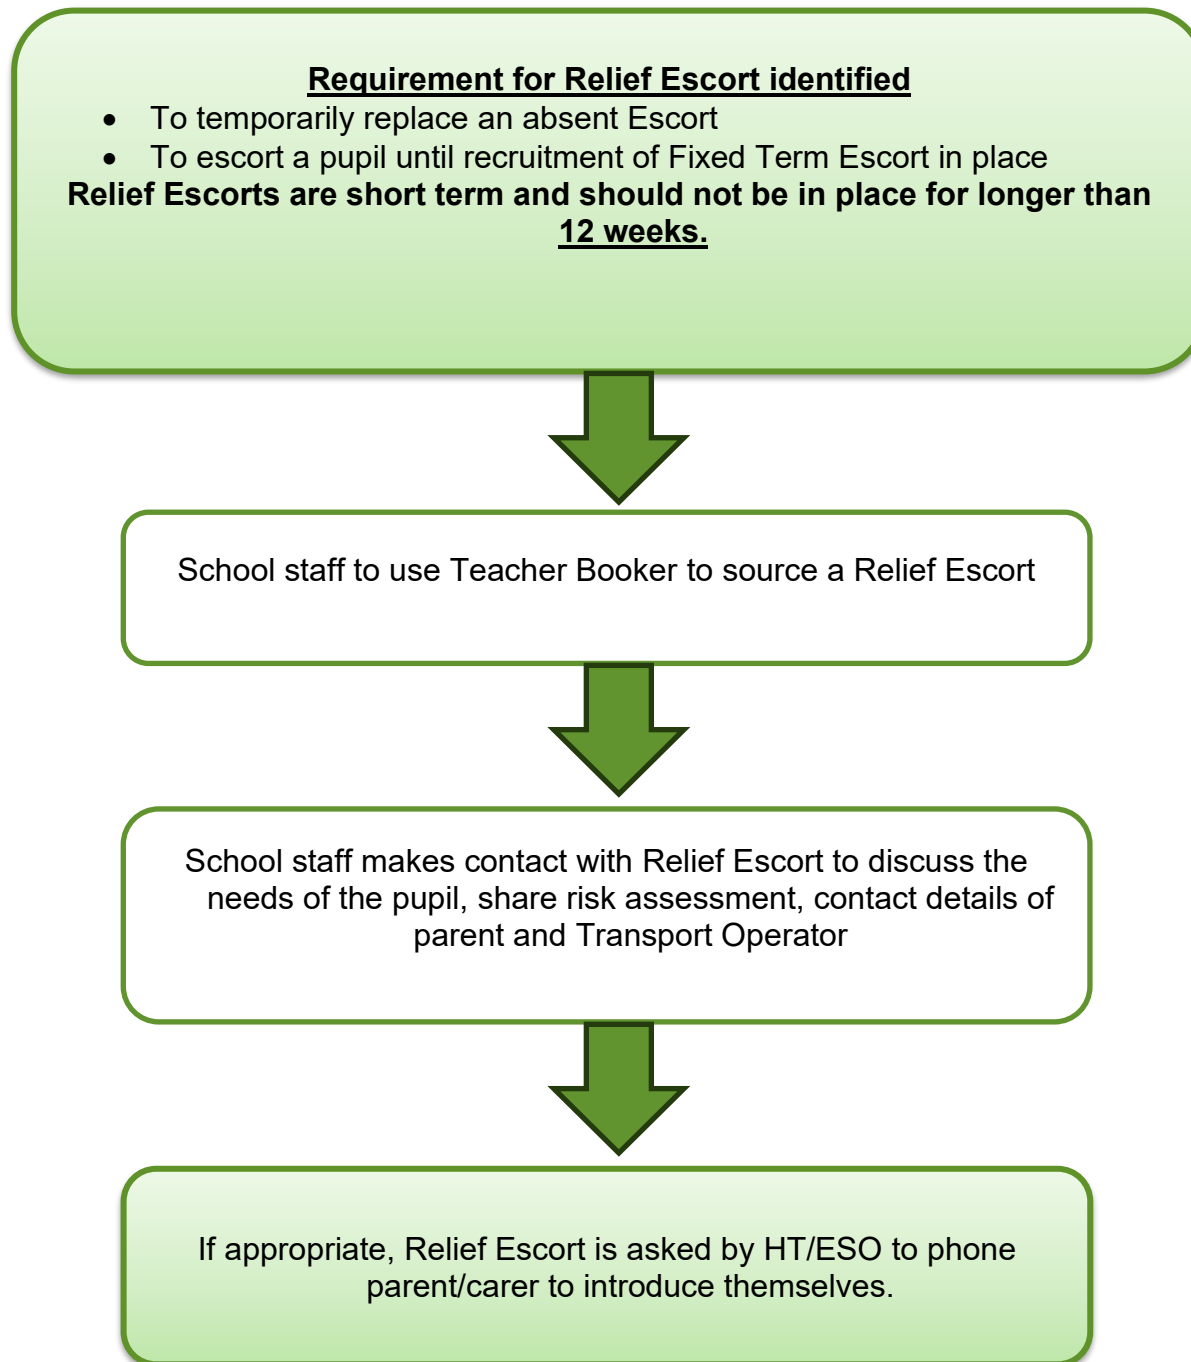 Requirement for Relief Escort identified
• To temporarily replace an absent Escort
• To escort a pupil until recruitment of Fixed Term Escort in place
Relief Escorts are short term and should not be in place for longer than
12 weeks.
School staff to use Teacher Booker to source a Relief Escort
School staff makes contact with Relief Escort to discuss the
needs of the pupil, share risk assessment, contact details of
parent and Transport Operator
If appropriate, Relief Escort is asked by HT/ESO to phone
parent/carer to introduce themselves.